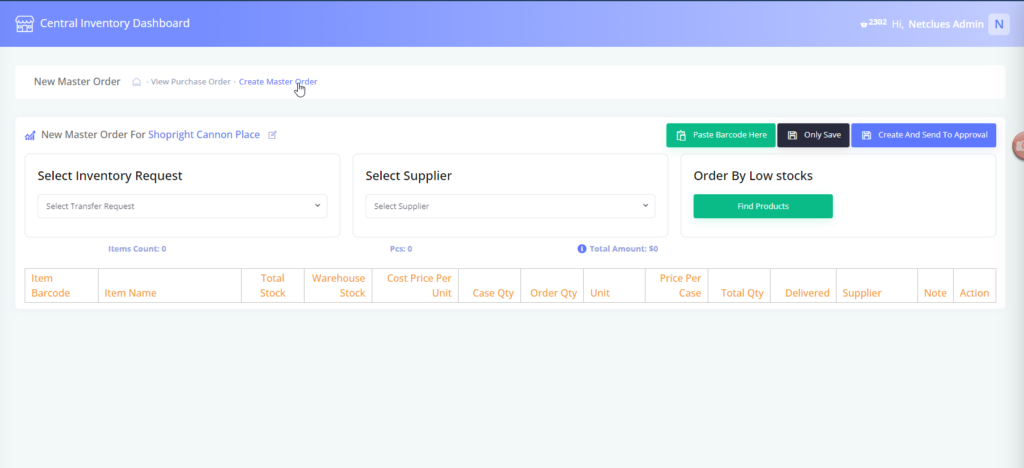 Central Inventory Dashboard
2302 Hi, Netclues Admin N
New Master Order - View Purchase Order - Create Master Order
New Master Order For Shopright Cannon Place
Paste Barcode Here
Only Save
Create And Send To Approval
Select Inventory Request
Select Transfer Request
Select Supplier
Select Supplier
Order By Low stocks
Find Products
Items Count: 0
Pcs: 0
Total Amount: $0
Item
Barcode
Item Name
Total
Stock
Warehouse
Stock
Cost Price Per
Unit
Case Qty
Order Qty
Unit
Price Per
Case
Total Qty
Delivered
Supplier
Note
Action